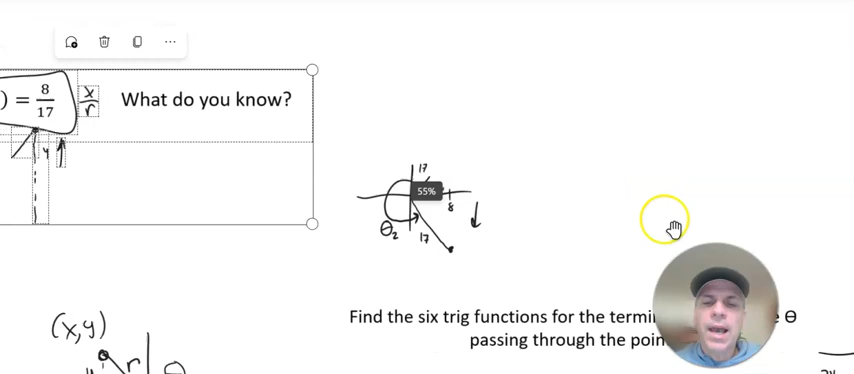 ) = 8/17 x/r What do you know?
y
17
55%
8
θ₂ 17
Find the six trig functions for the termi
e Θ
passing through the poin
(x,y)
r
θ